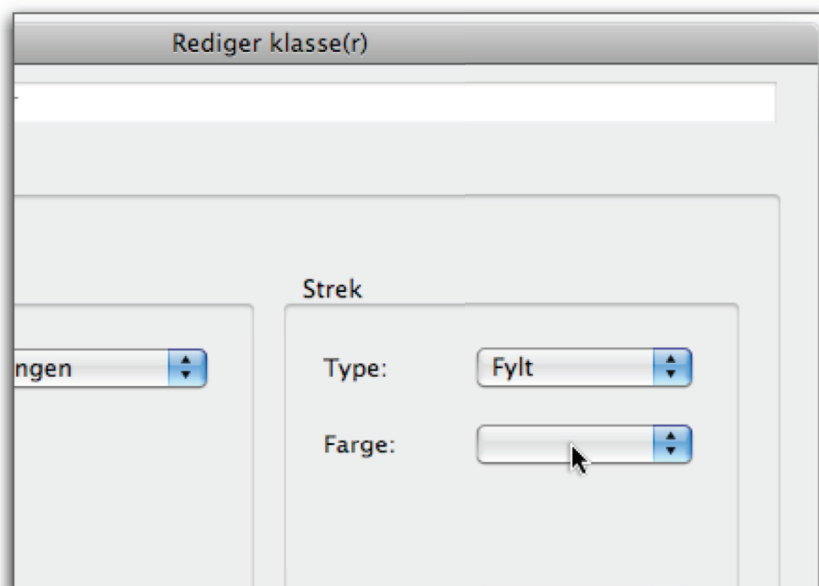 Rediger klasse(r)
Strek
ngen
Type:
Fylt
Farge: